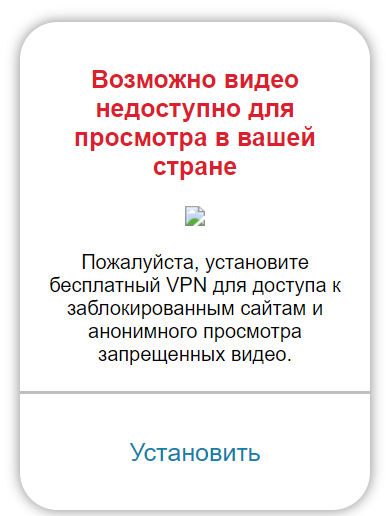 Возможно видео
недоступно для
просмотра в вашей
стране
Пожалуйста, установите
бесплатный VPN для доступа к
заблокированным сайтам и
анонимного просмотра
запрещенных видео.
Установить